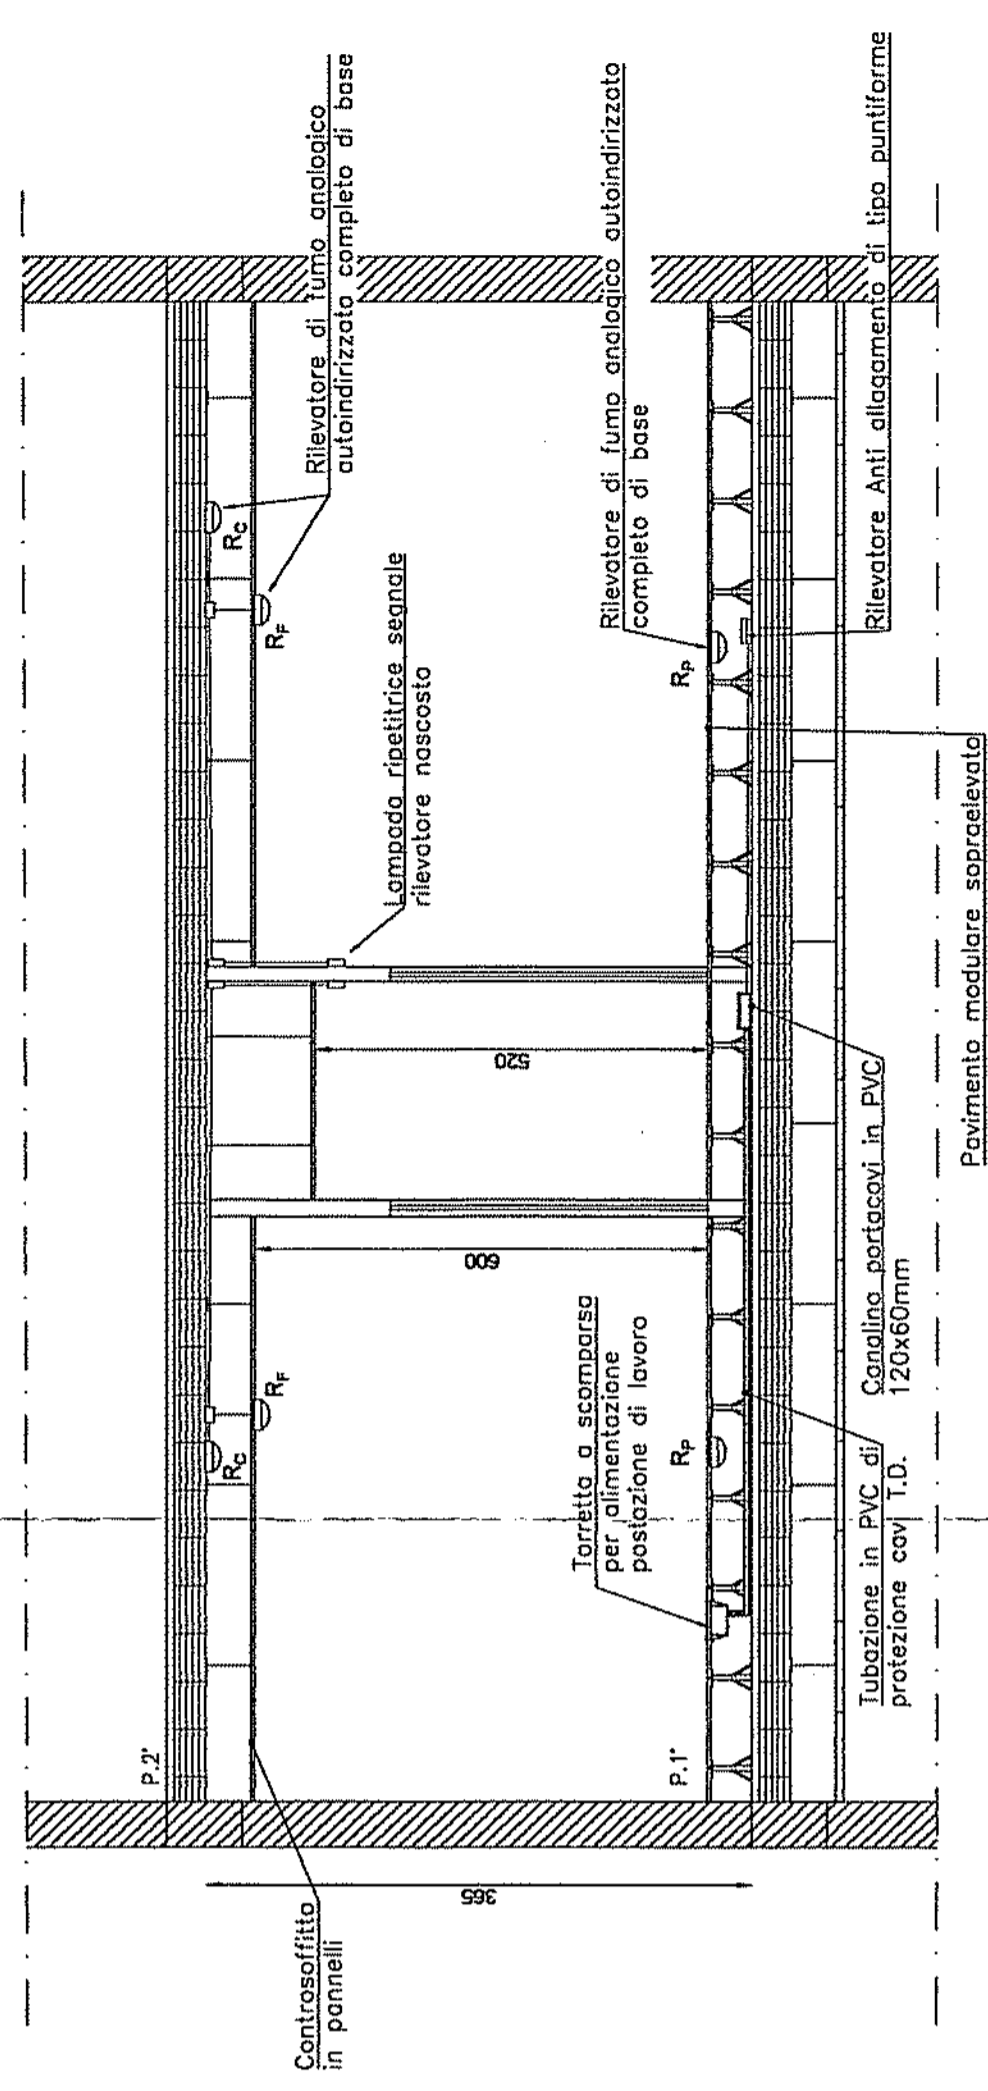 Rilevatore di fumo analogico
autoindirizzato completo di base
Rilevatore di fumo analogico autoindirizzato
completo di base
Rilevatore Anti allagamento di tipo puntiforme
Lampada ripetitrice segnale
rilevatore nascosto
RC
RF
RP
RC
RF
RP
520
600
365
Torretta a scomparsa
per alimentazione
postazione di lavoro
Pavimento modulare sopraelevato
Canalina portacavi in PVC
120x60mm
Tubazione in PVC di
protezione cavi T.D.
P.2°
P.1°
Controsoffitto
in pannelli